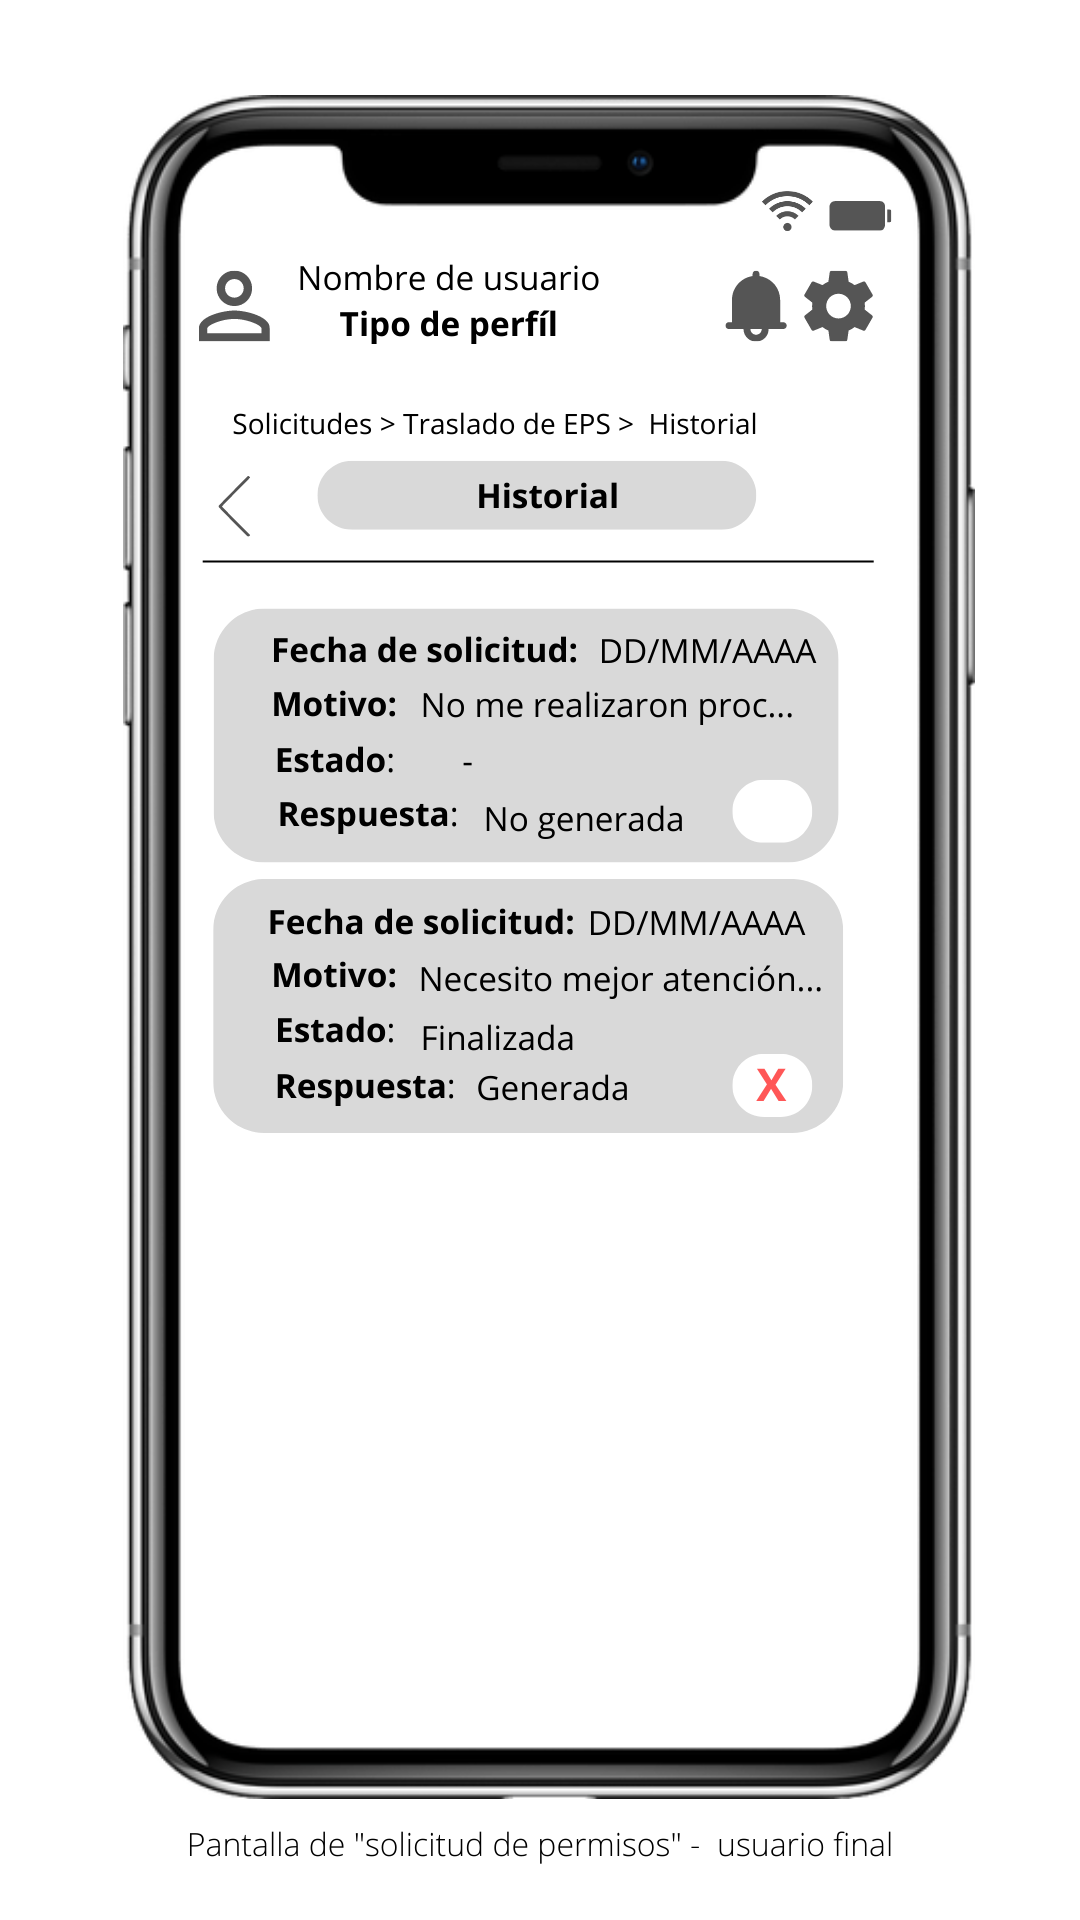 Nombre de usuario
Tipo de perfíl
Solicitudes > Traslado de EPS > Historial
Historial
Fecha de solicitud: DD/MM/AAAA
Motivo: No me realizaron proc...
Estado: -
Respuesta: No generada
Fecha de solicitud: DD/MM/AAAA
Motivo: Necesito mejor atención...
Estado: Finalizada
Respuesta: Generada X
Pantalla de "solicitud de permisos" - usuario final